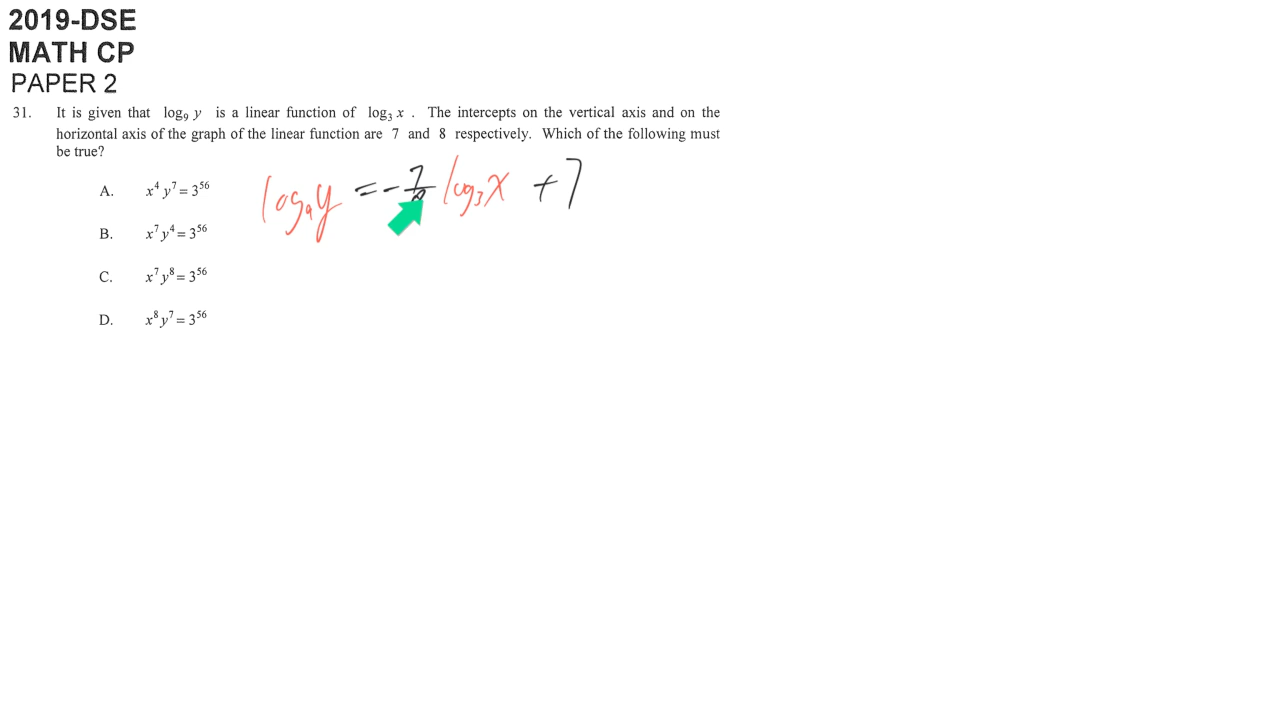 2019-DSE
MATH CP
PAPER 2
31. It is given that log₉ y is a linear function of log₃ x . The intercepts on the vertical axis and on the
horizontal axis of the graph of the linear function are 7 and 8 respectively. Which of the following must
be true?
A. x⁴ y⁷ = 3⁵⁶
log₉y = -7/8 log₃x + 7
B. x⁷ y⁴ = 3⁵⁶
C. x⁷ y⁸ = 3⁵⁶
D. x⁸ y⁷ = 3⁵⁶